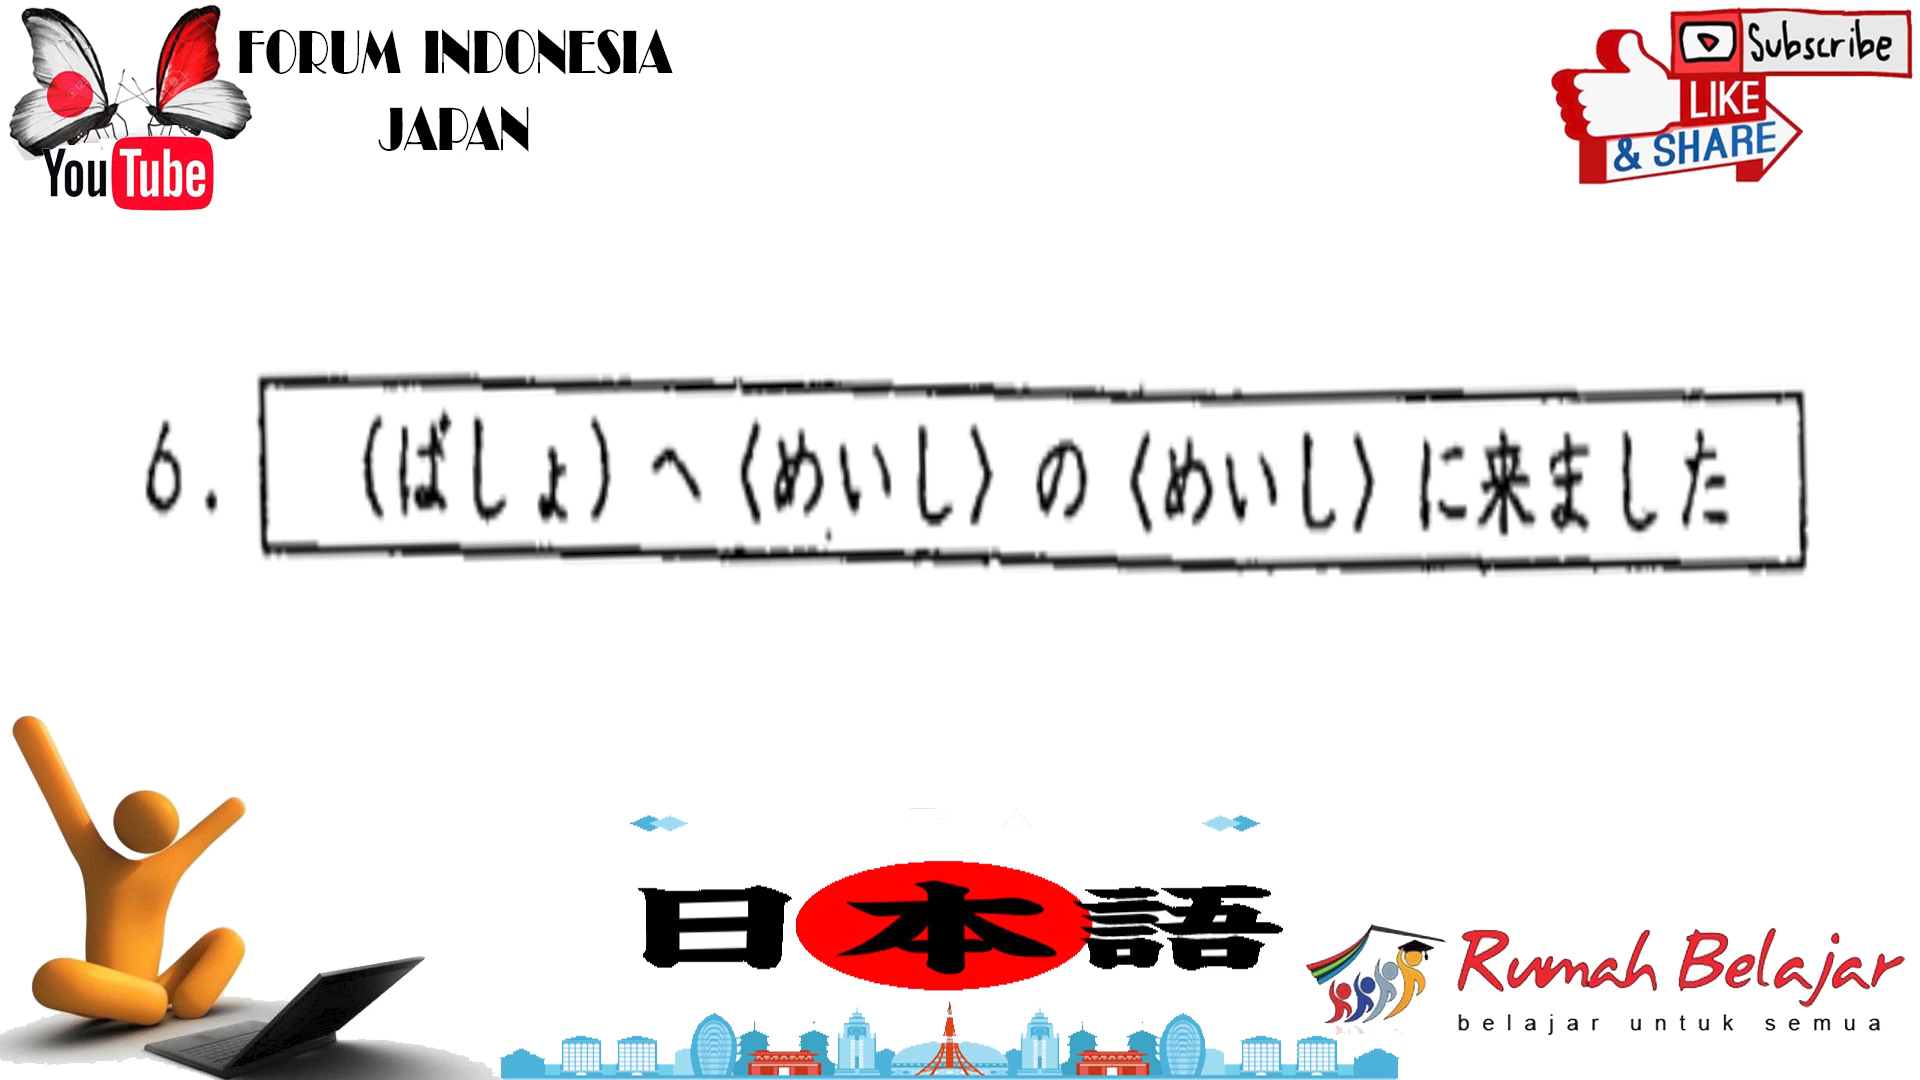 FORUM INDONESIA
JAPAN
YouTube
Subscribe
LIKE
& SHARE
6. (ばしょ)へ〈めいし〉の〈めいし〉に来ました
日本語
Rumah Belajar
belajar untuk semua